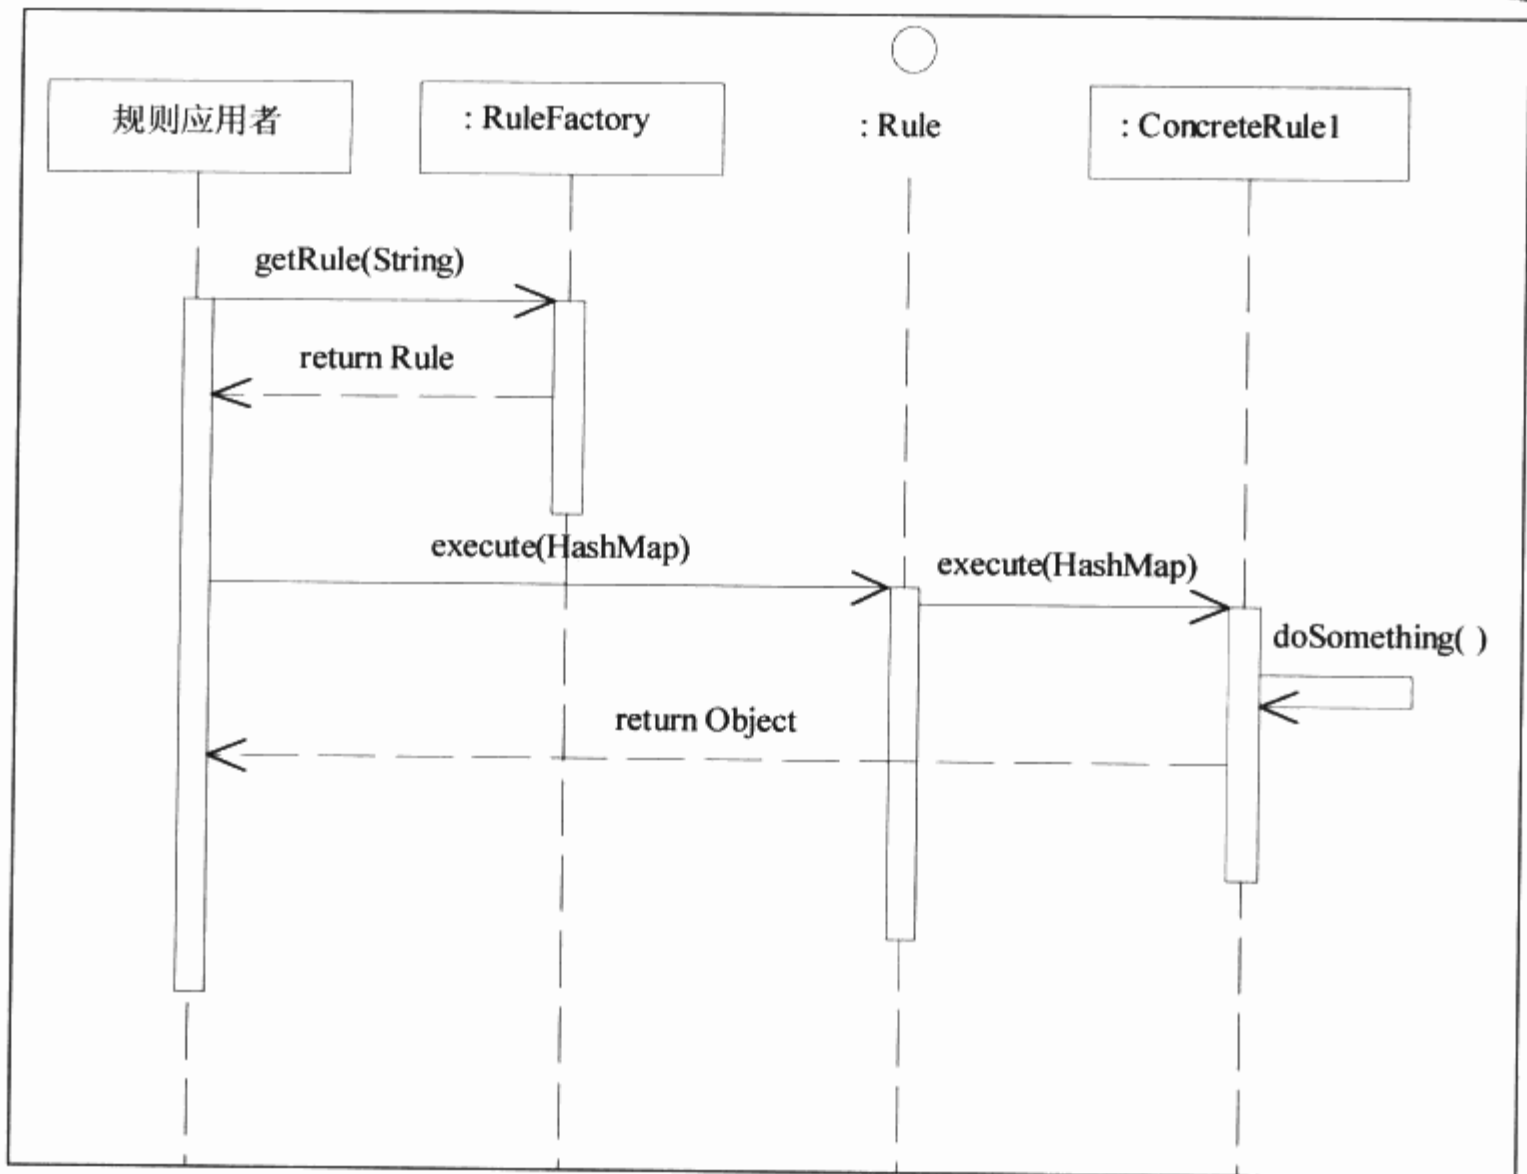 规则应用者
: RuleFactory
: Rule
: ConcreteRule1
getRule(String)
return Rule
execute(HashMap)
execute(HashMap)
doSomething( )
return Object